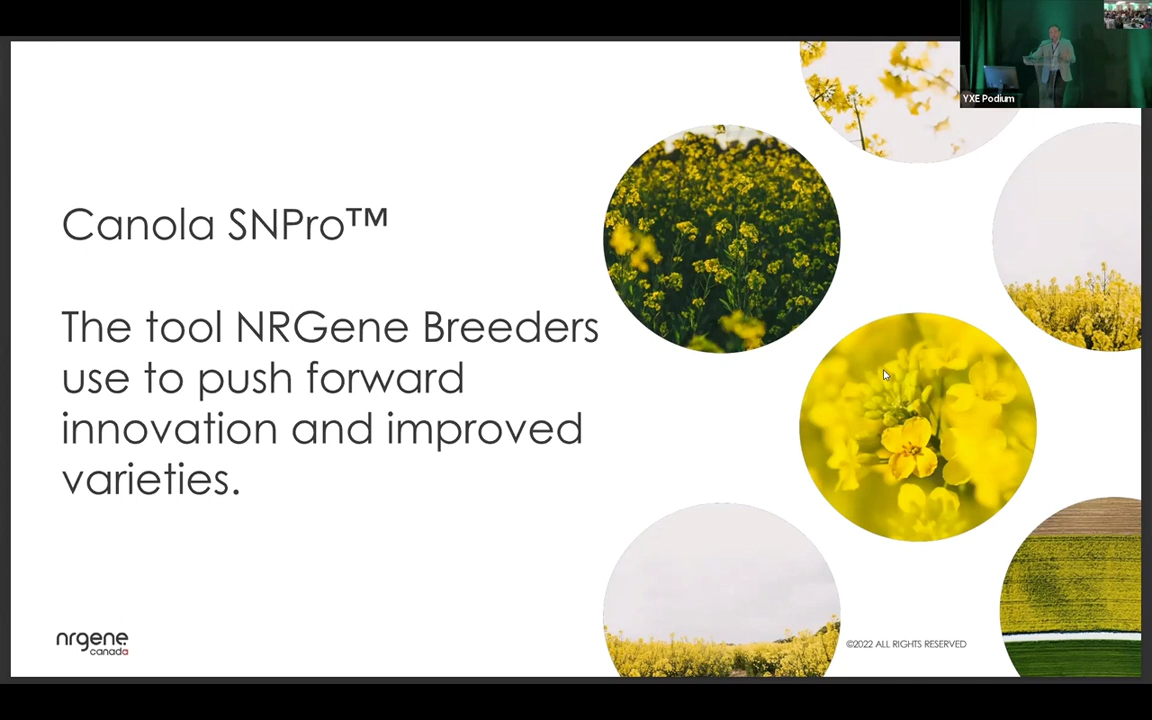 YXE Podium
Canola SNPro™
The tool NRGene Breeders
use to push forward
innovation and improved
varieties.
nrgene
canada
©2022 ALL RIGHTS RESERVED